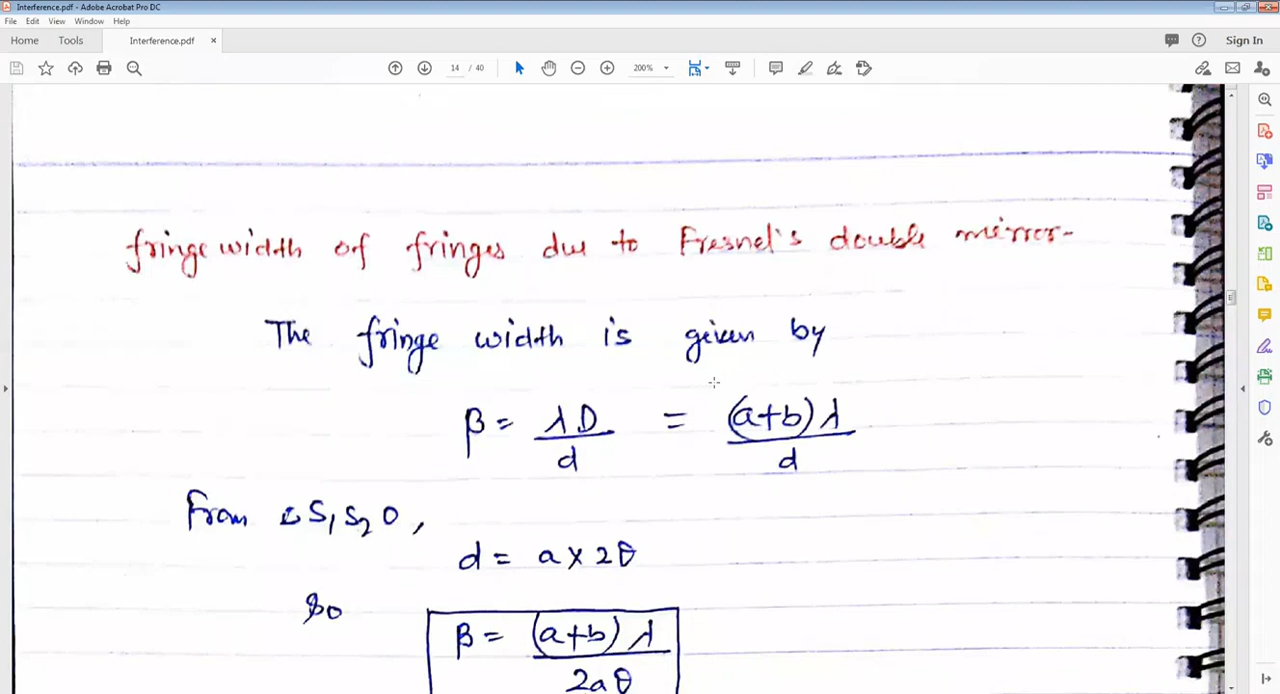 Interference.pdf - Adobe Acrobat Pro DC
File Edit View Window Help
Home Tools Interference.pdf × Sign In
14 / 40 200%
fringe width of fringes due to Fresnel's double mirror-
The fringe width is given by
β = λD/d = (a+b)λ/d
From ΔS₁S₂O,
d = a × 2θ
So
β = (a+b)λ/2aθ